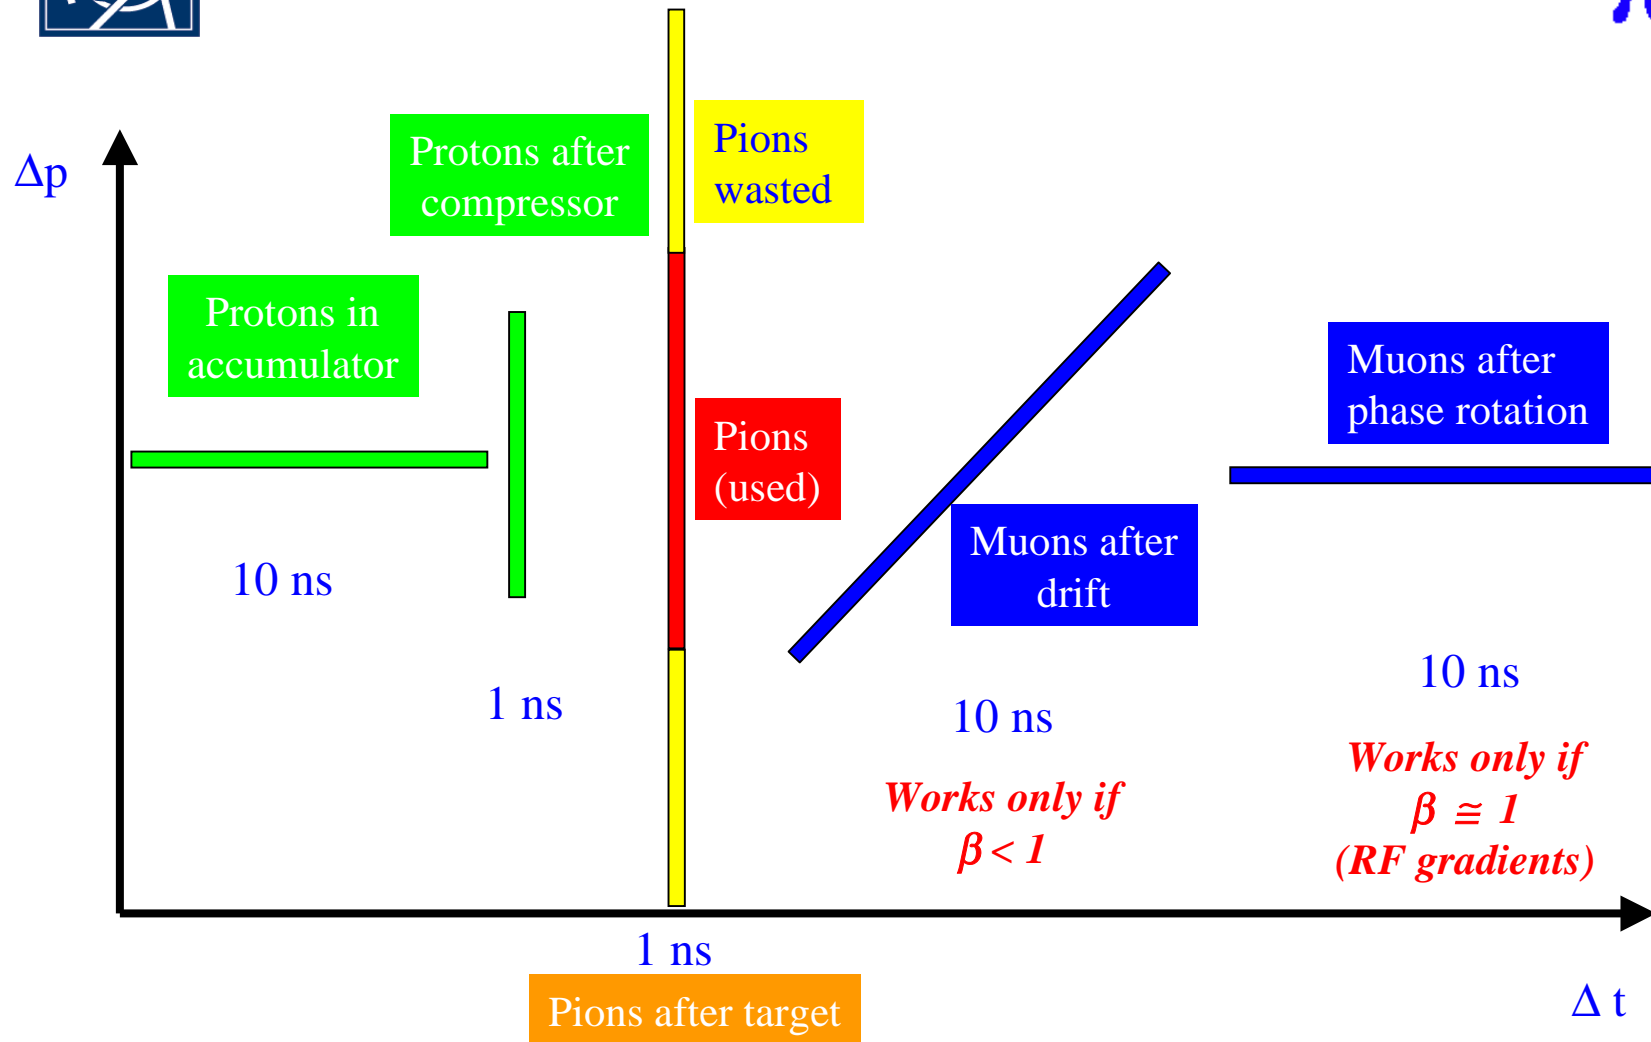 Δp
Protons after
compressor
Pions
wasted
Protons in
accumulator
Muons after
phase rotation
Pions
(used)
Muons after
drift
10 ns
1 ns
10 ns
10 ns
Works only if
β < 1
Works only if
β ≅ 1
(RF gradients)
1 ns
Pions after target
Δ t